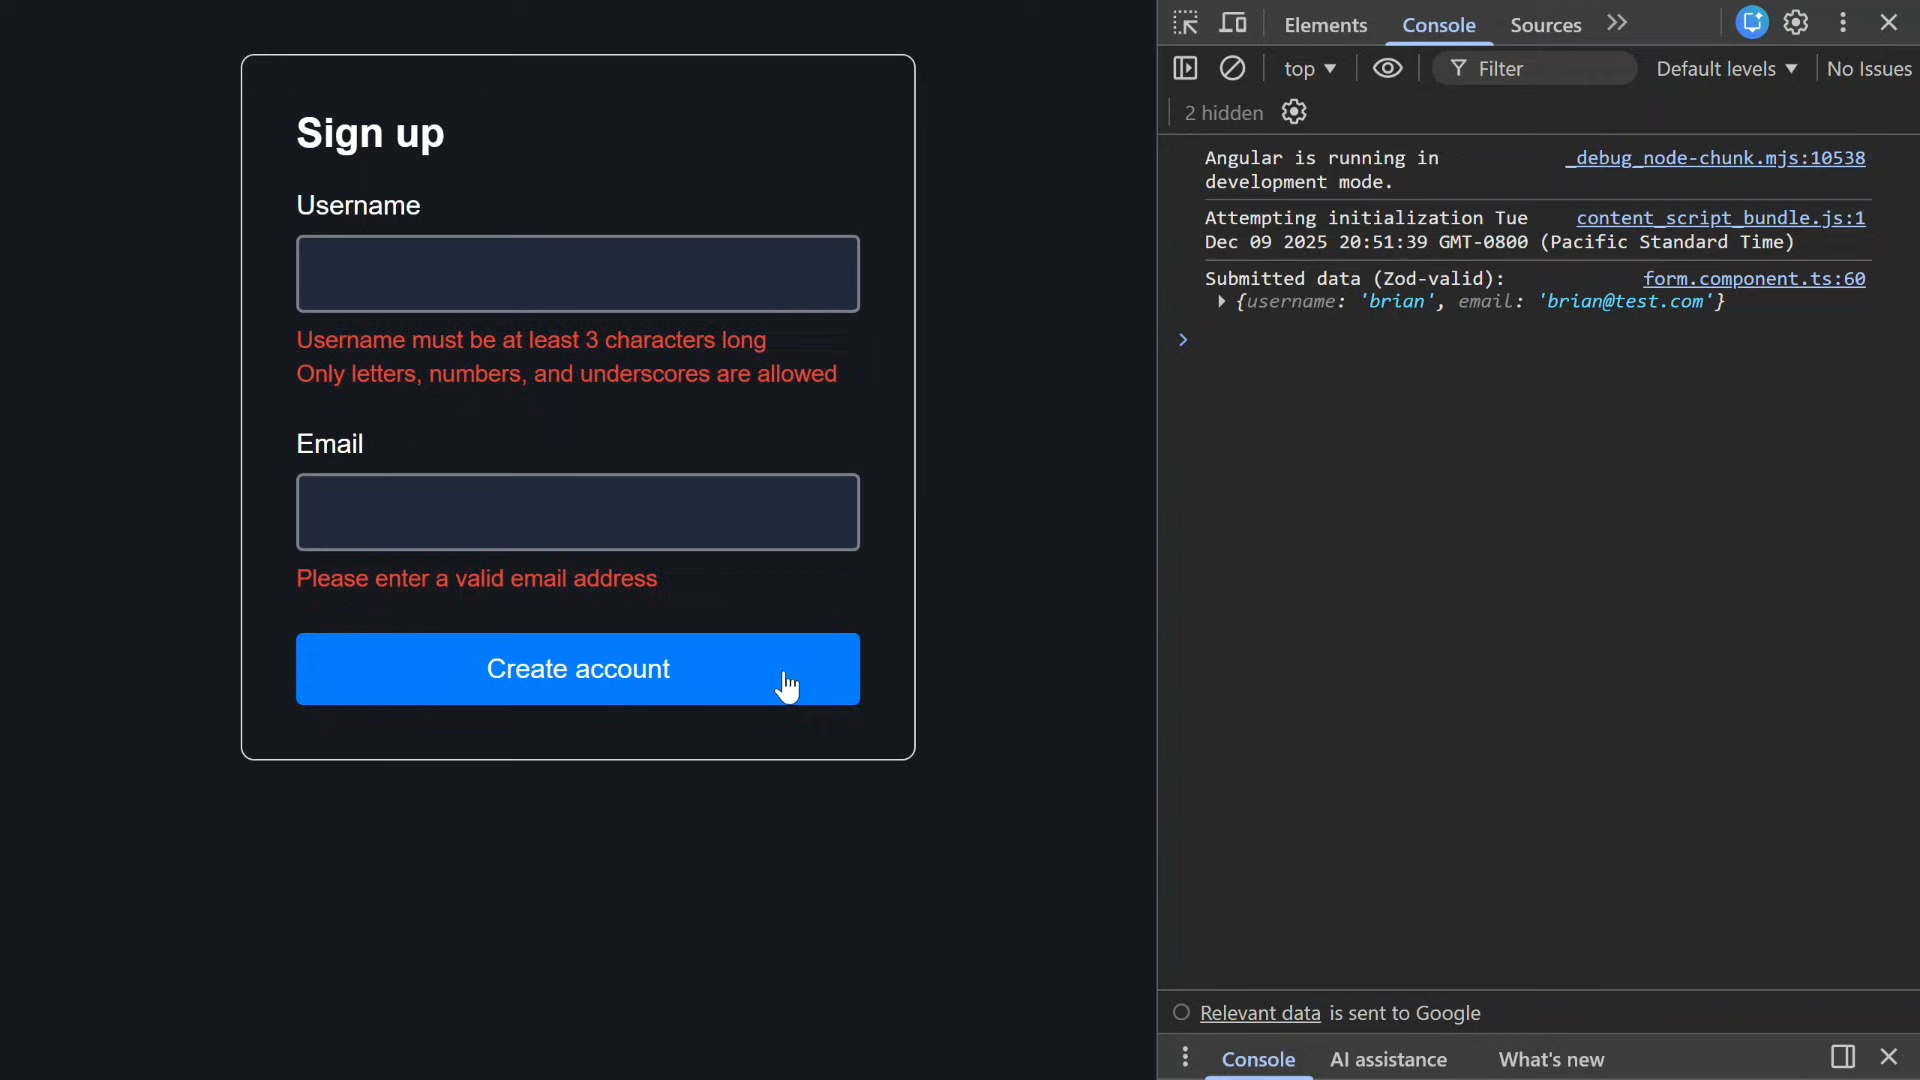 Sign up
Username
Username must be at least 3 characters long
Only letters, numbers, and underscores are allowed
Email
Please enter a valid email address
Create account
Elements Console Sources
top Filter Default levels No Issues
2 hidden
Angular is running in _debug_node-chunk.mjs:10538
development mode.
Attempting initialization Tue content_script_bundle.js:1
Dec 09 2025 20:51:39 GMT-0800 (Pacific Standard Time)
Submitted data (Zod-valid): form.component.ts:60
{username: 'brian', email: 'brian@test.com'}
Relevant data is sent to Google
Console AI assistance What's new